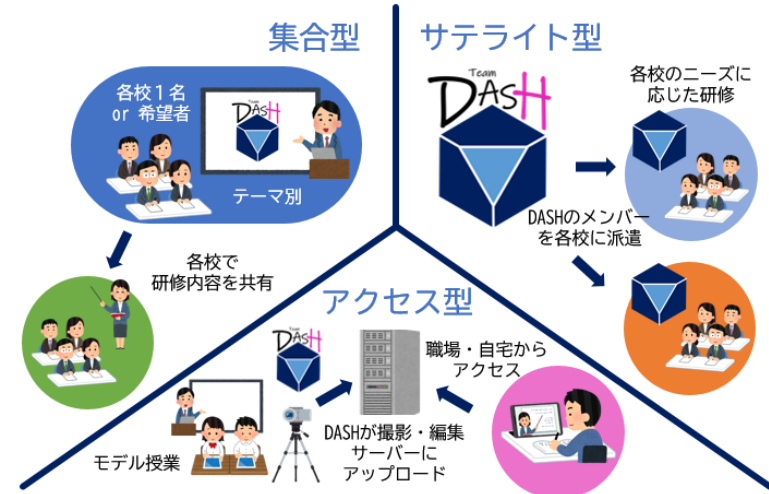 集合型
各校１名
or 希望者
Team
DASH
テーマ別
各校で
研修内容を共有
サテライト型
Team
DASH
各校のニーズに
応じた研修
DASHのメンバー
を各校に派遣
アクセス型
Team
DASH
職場・自宅から
アクセス
モデル授業
DASHが撮影・編集
サーバーに
アップロード